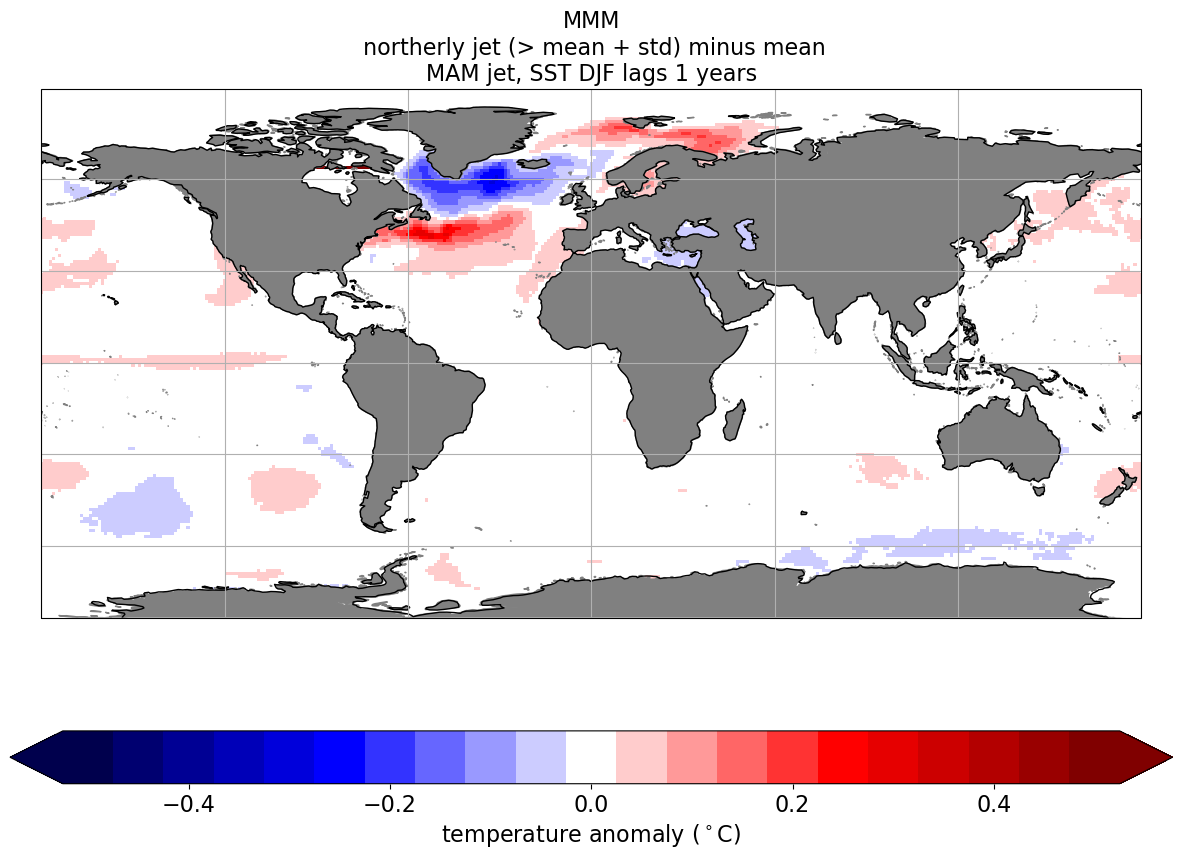 MMM
northerly jet (> mean + std) minus mean
MAM jet, SST DJF lags 1 years
−0.4 −0.2 0.0 0.2 0.4
temperature anomaly (°C)